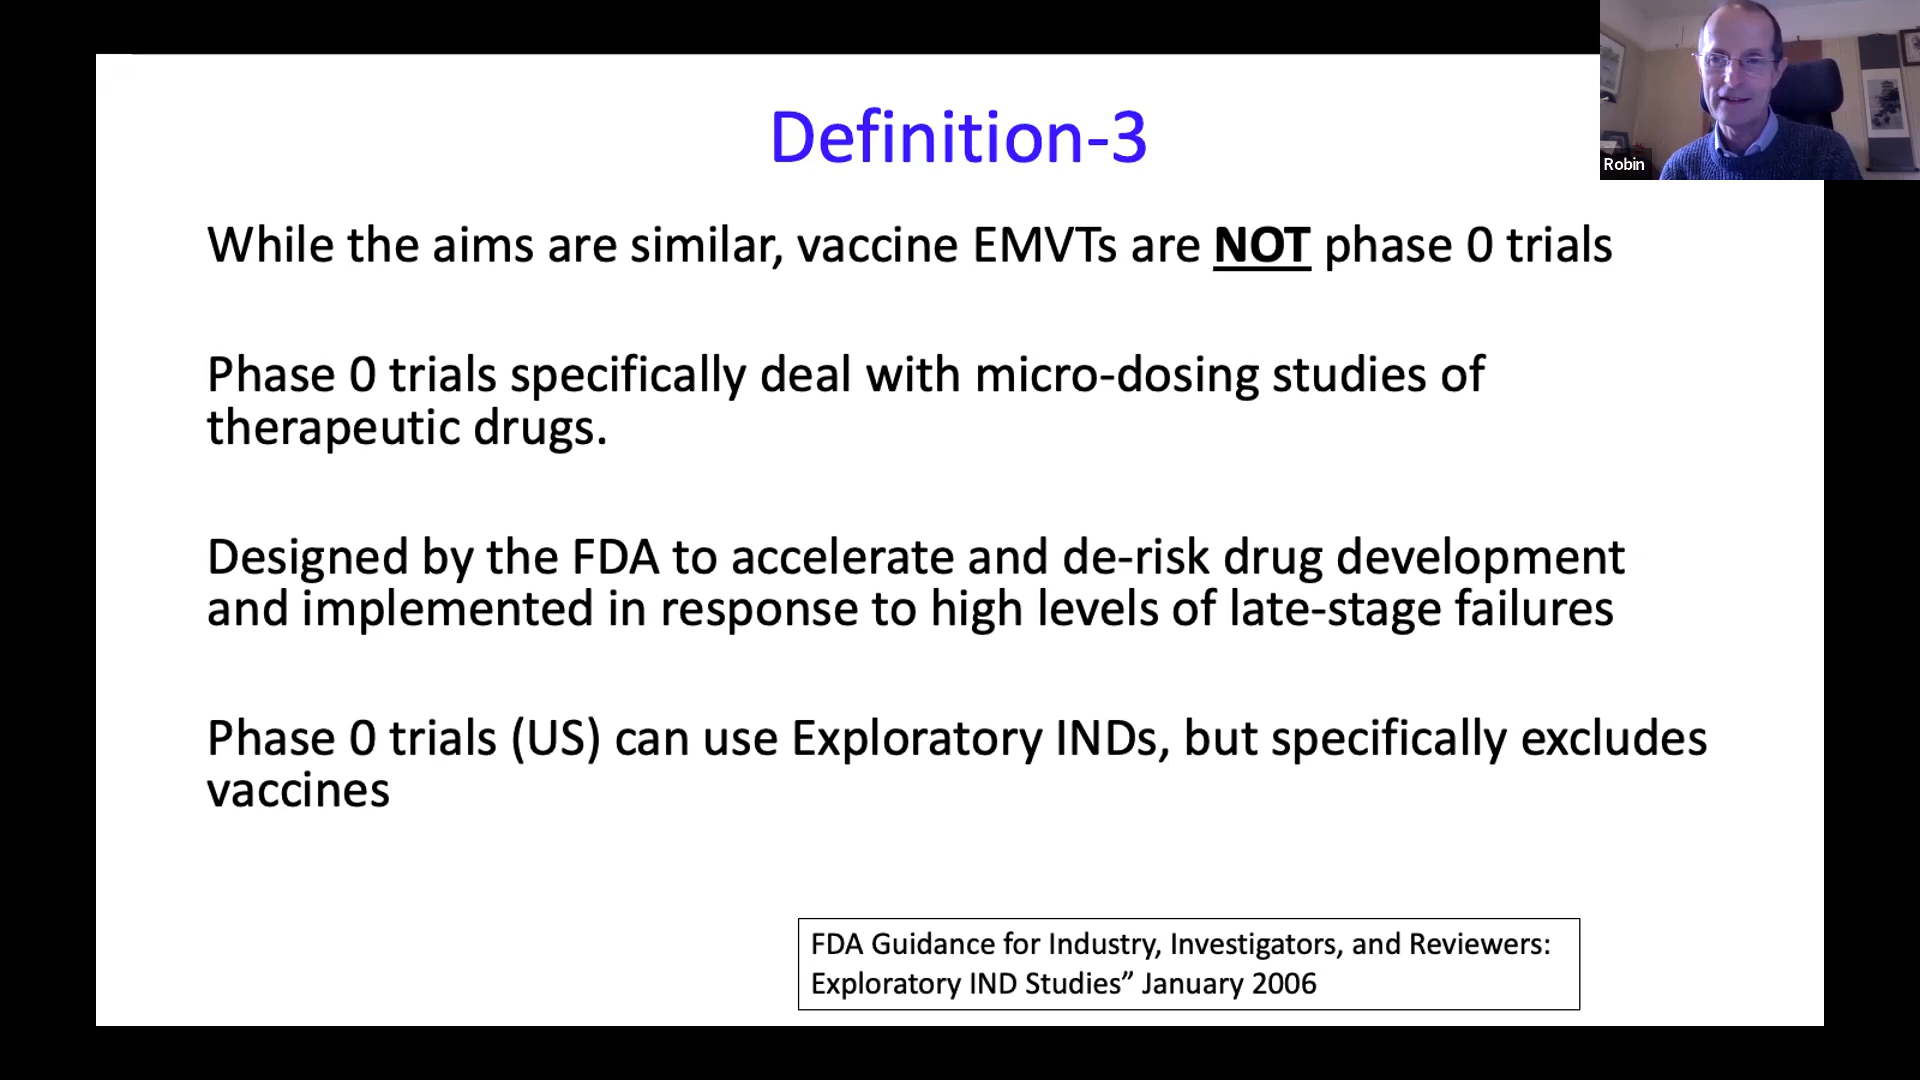 Definition-3
Robin
While the aims are similar, vaccine EMVTs are NOT phase 0 trials
Phase 0 trials specifically deal with micro-dosing studies of
therapeutic drugs.
Designed by the FDA to accelerate and de-risk drug development
and implemented in response to high levels of late-stage failures
Phase 0 trials (US) can use Exploratory INDs, but specifically excludes
vaccines
FDA Guidance for Industry, Investigators, and Reviewers:
Exploratory IND Studies” January 2006